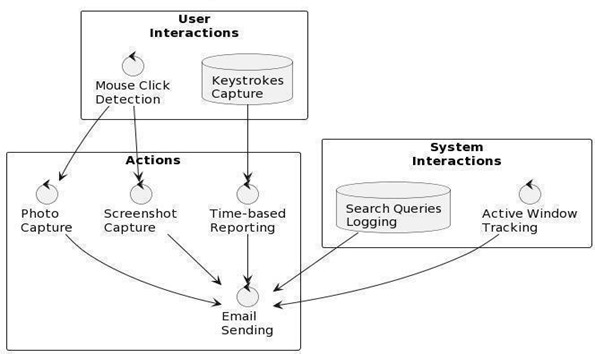 User
Interactions
Mouse Click
Detection
Keystrokes
Capture
Actions
System
Interactions
Photo
Capture
Screenshot
Capture
Time-based
Reporting
Search Queries
Logging
Active Window
Tracking
Email
Sending